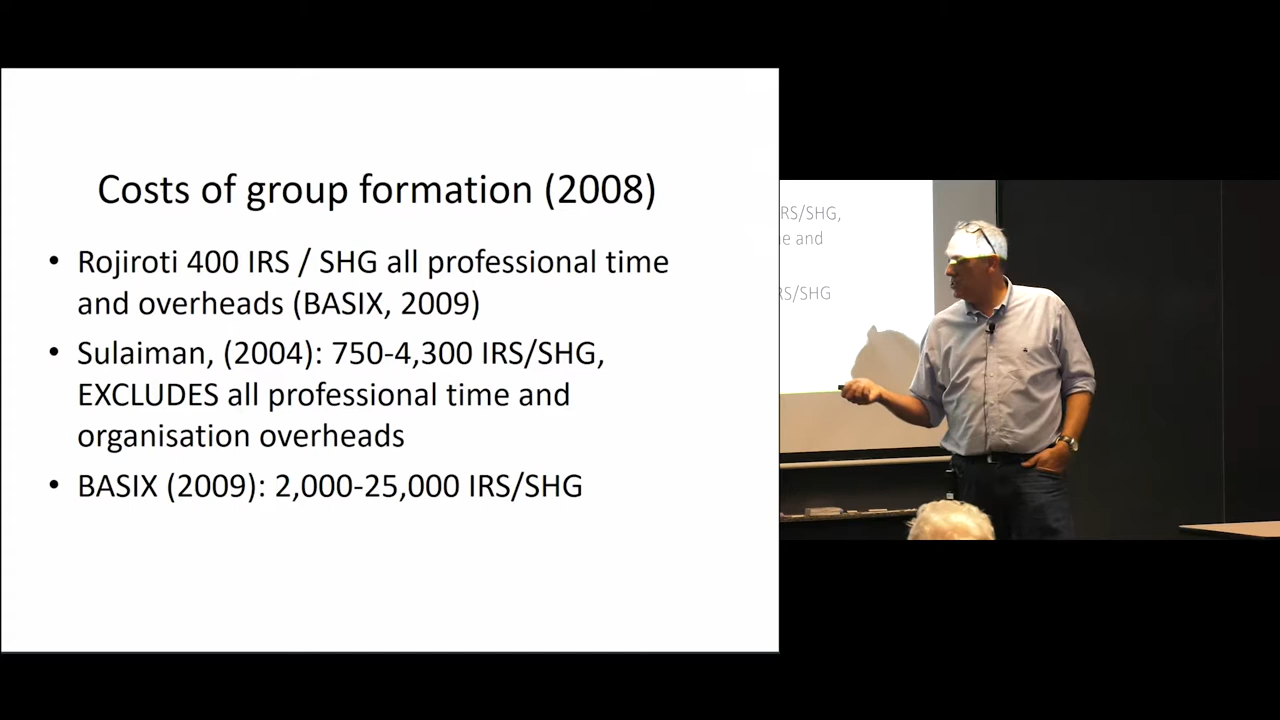 Costs of group formation (2008)
• Rojiroti 400 IRS / SHG all professional time
and overheads (BASIX, 2009)
• Sulaiman, (2004): 750-4,300 IRS/SHG,
EXCLUDES all professional time and
organisation overheads
• BASIX (2009): 2,000-25,000 IRS/SHG
RS/SHG,
e and
RS/SHG